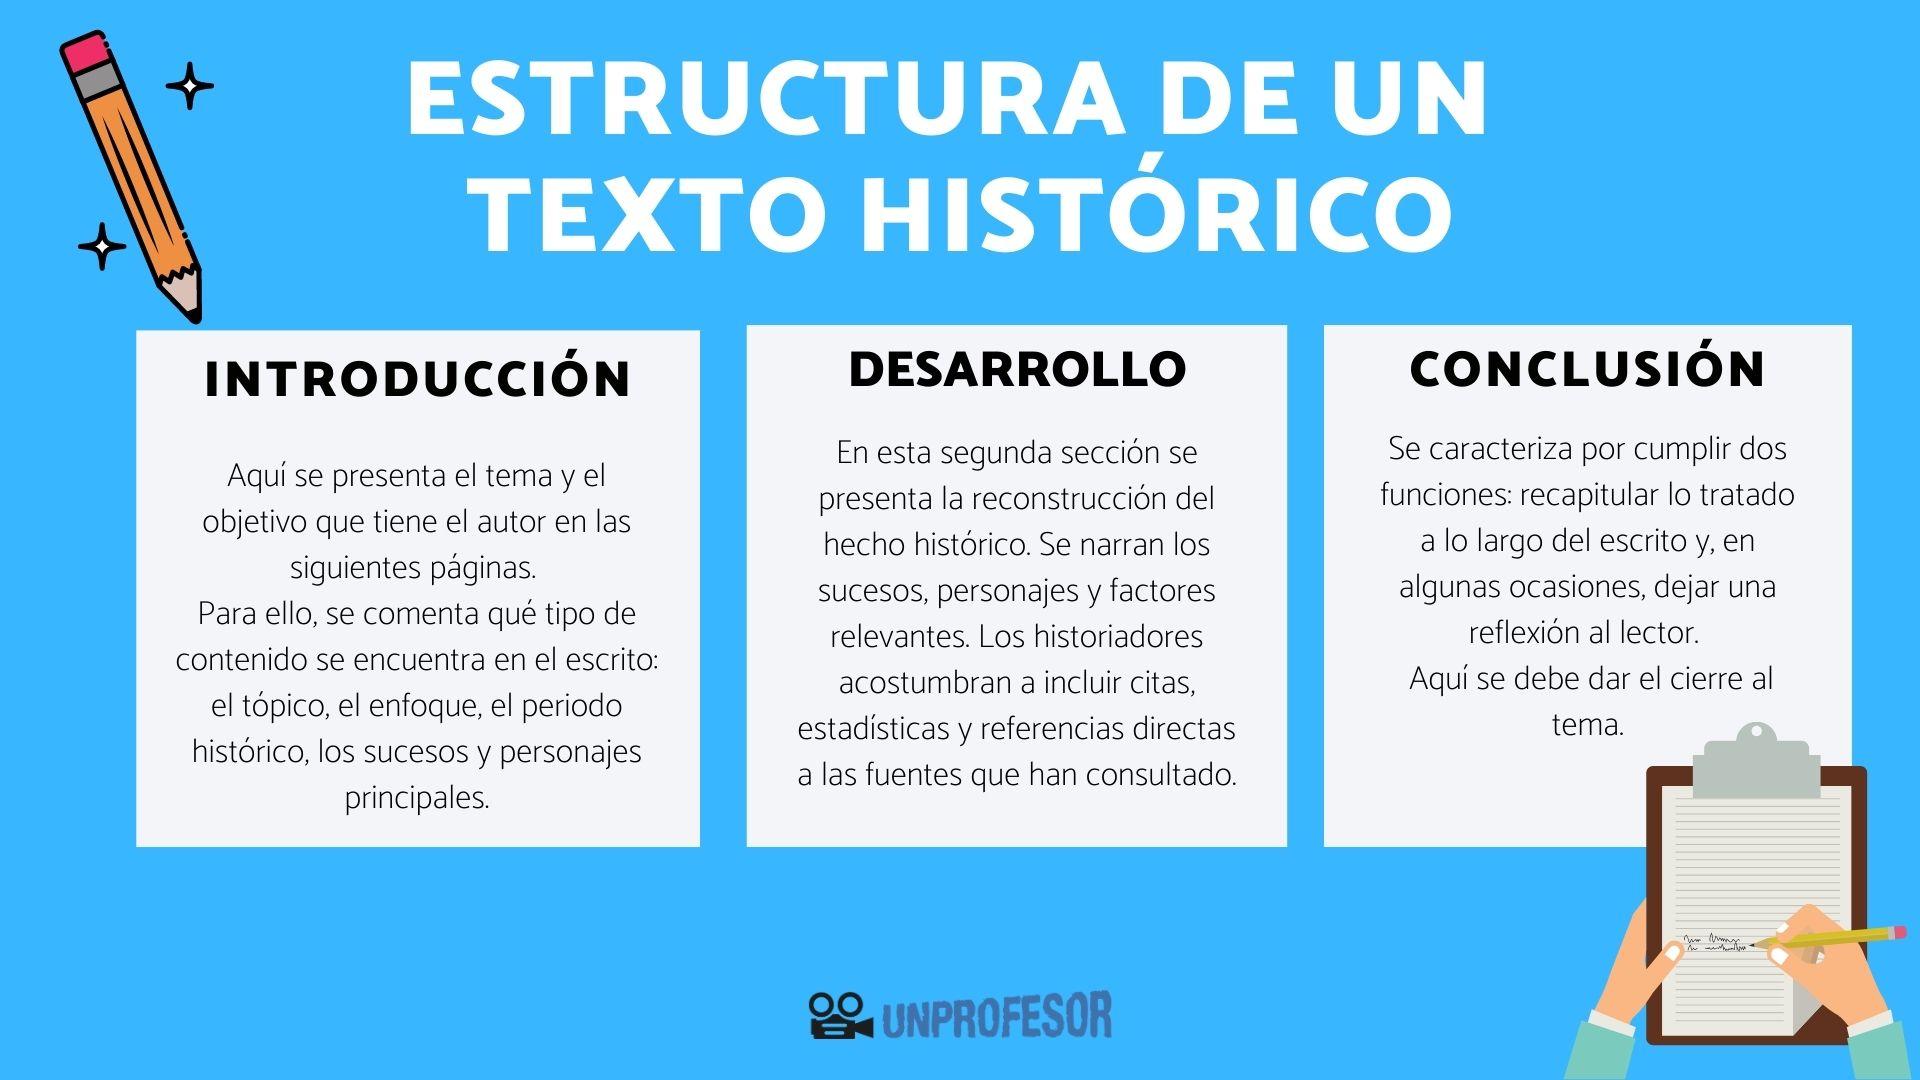 ESTRUCTURA DE UN
TEXTO HISTÓRICO
INTRODUCCIÓN
Aquí se presenta el tema y el
objetivo que tiene el autor en las
siguientes páginas.
Para ello, se comenta qué tipo de
contenido se encuentra en el escrito:
el tópico, el enfoque, el periodo
histórico, los sucesos y personajes
principales.
DESARROLLO
En esta segunda sección se
presenta la reconstrucción del
hecho histórico. Se narran los
sucesos, personajes y factores
relevantes. Los historiadores
acostumbran a incluir citas,
estadísticas y referencias directas
a las fuentes que han consultado.
CONCLUSIÓN
Se caracteriza por cumplir dos
funciones: recapitular lo tratado
a lo largo del escrito y, en
algunas ocasiones, dejar una
reflexión al lector.
Aquí se debe dar el cierre al
tema.
UNPROFESOR